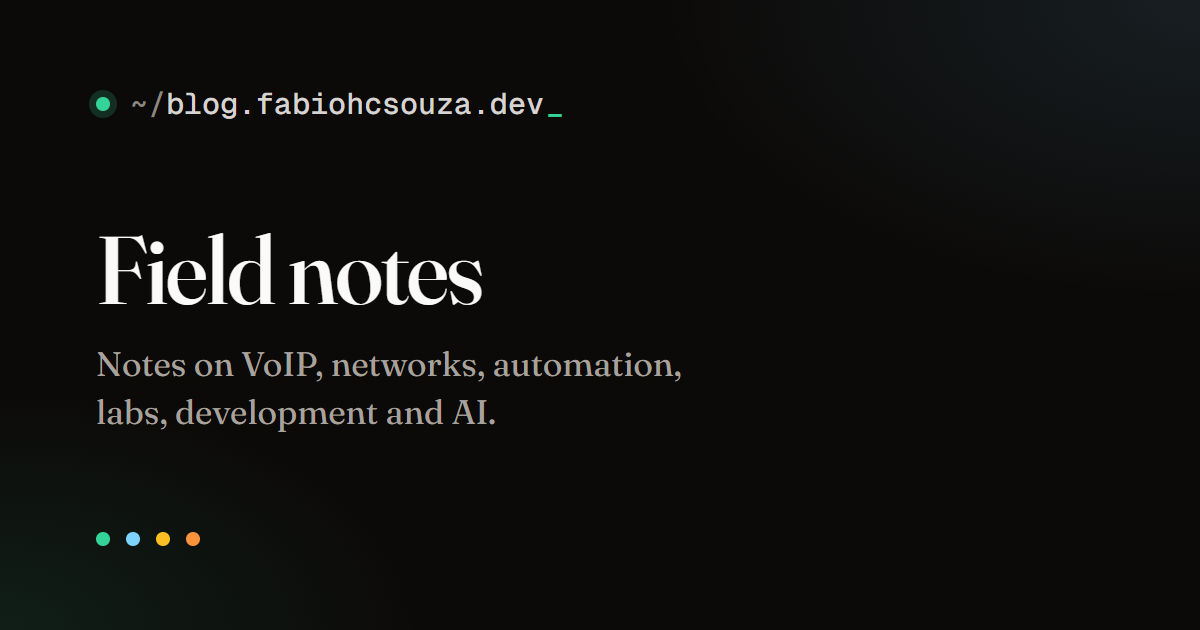 ~/blog.fabiohcsouza.dev_
Field notes
Notes on VoIP, networks, automation,
labs, development and AI.